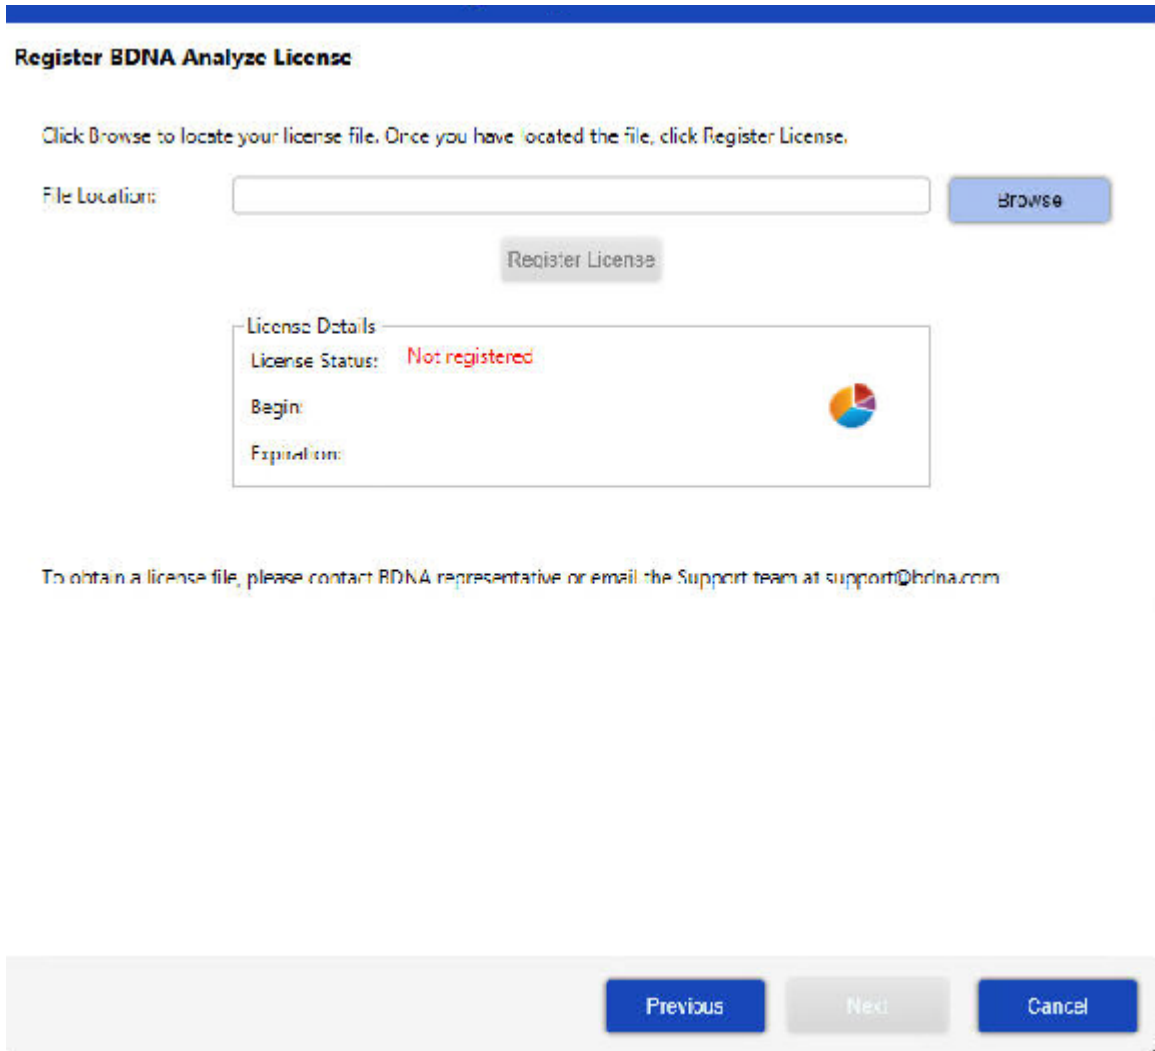 Register BDNA Analyze License
Click Browse to locate your license file. Once you have located the file, click Register License.
File Location:
Browse
Register License
License Details
License Status: Not registered
Begin:
Expiration:
To obtain a license file, please contact BDNA representative or email the Support team at support@bdna.com
Previous
Next
Cancel